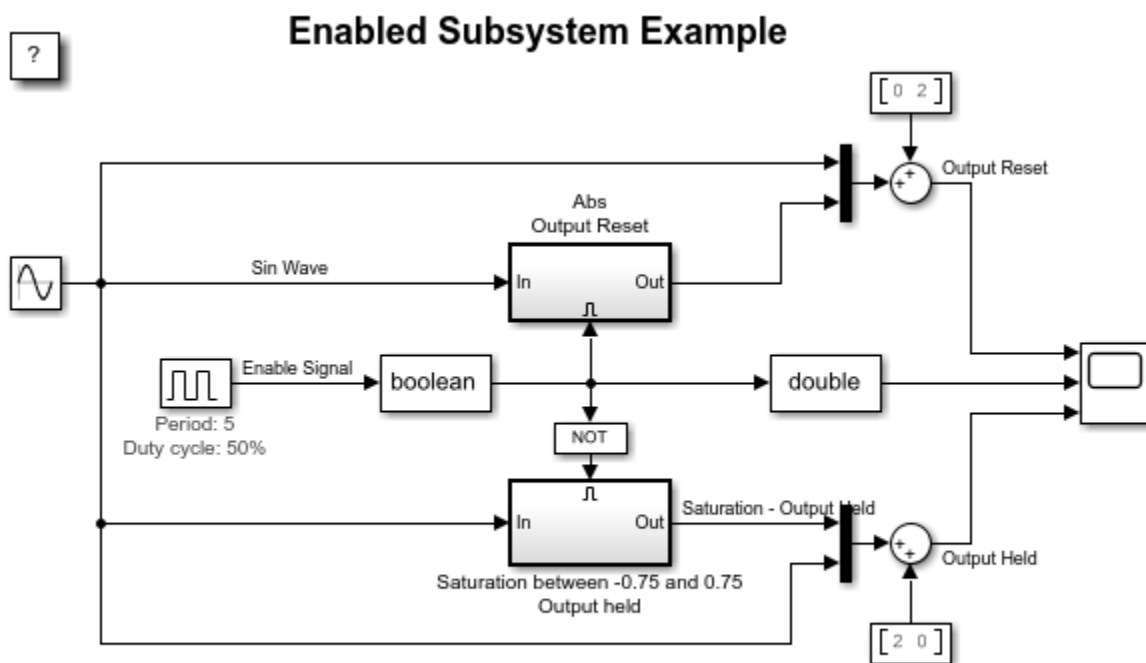 Enabled Subsystem Example
?
[ 0 2 ]
Output Reset
Abs
Output Reset
Sin Wave
In
Out
Enable Signal
boolean
double
Period: 5
Duty cycle: 50%
NOT
In
Out
Saturation - Output Held
Saturation between -0.75 and 0.75
Output held
Output Held
[ 2 0 ]
+
+
+
+